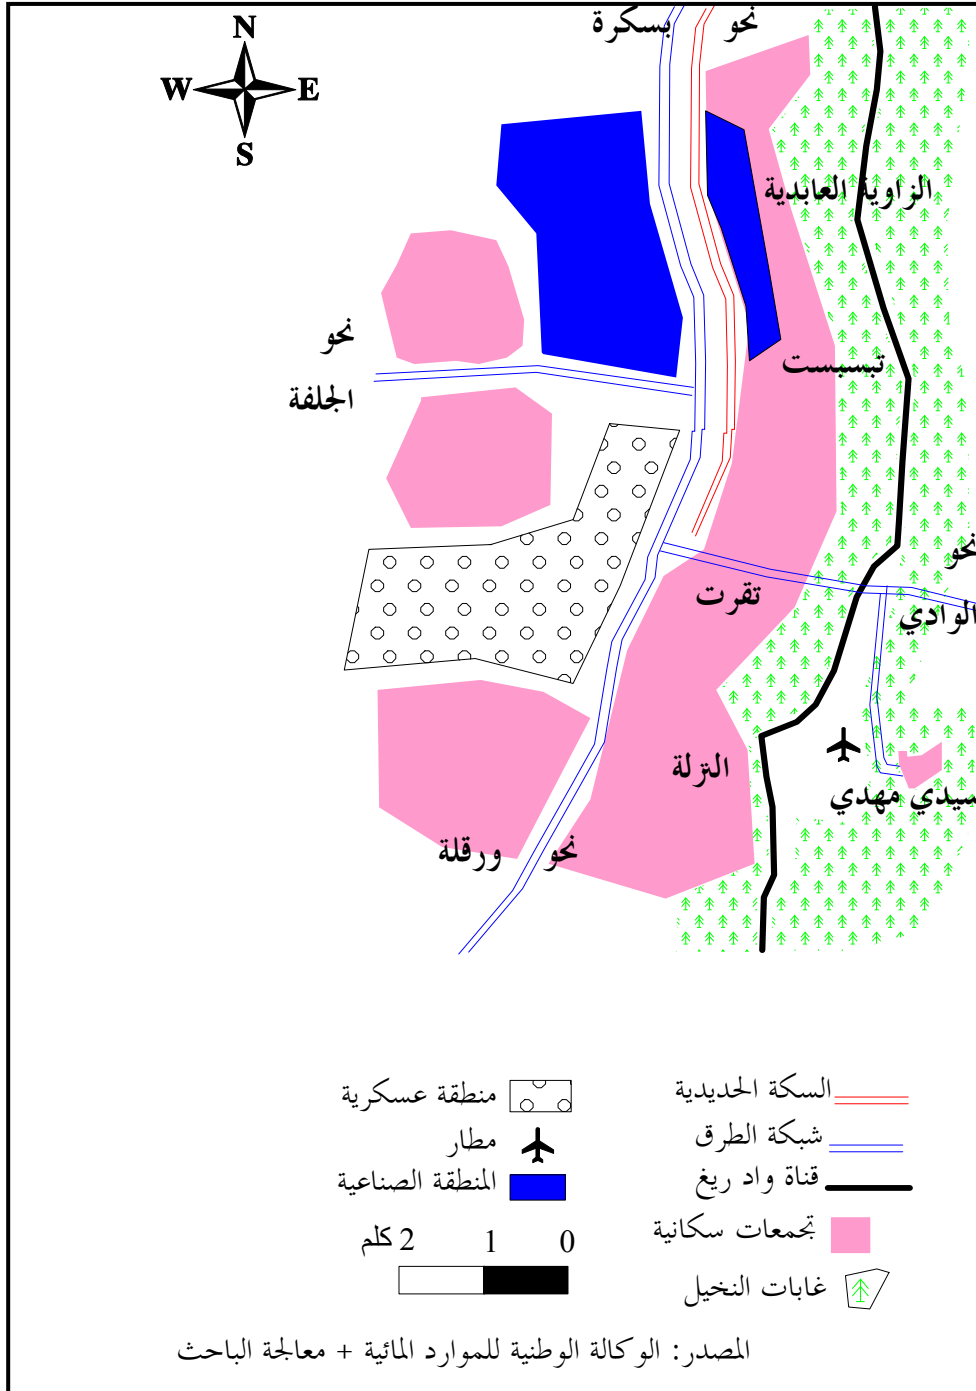 نحو بسكرة
N
W E
S
الزاوية العابدية
نحو
الجلفة
تبسبست
نحو
الوادي
تقرت
النزلة
سيدي مهدي
نحو ورقلة
السكة الحديدية
شبكة الطرق
قناة واد ريغ
تجمعات سكانية
غابات النخيل
منطقة عسكرية
مطار
المنطقة الصناعية
0 1 2 كلم
المصدر: الوكالة الوطنية للموارد المائية + معالجة الباحث